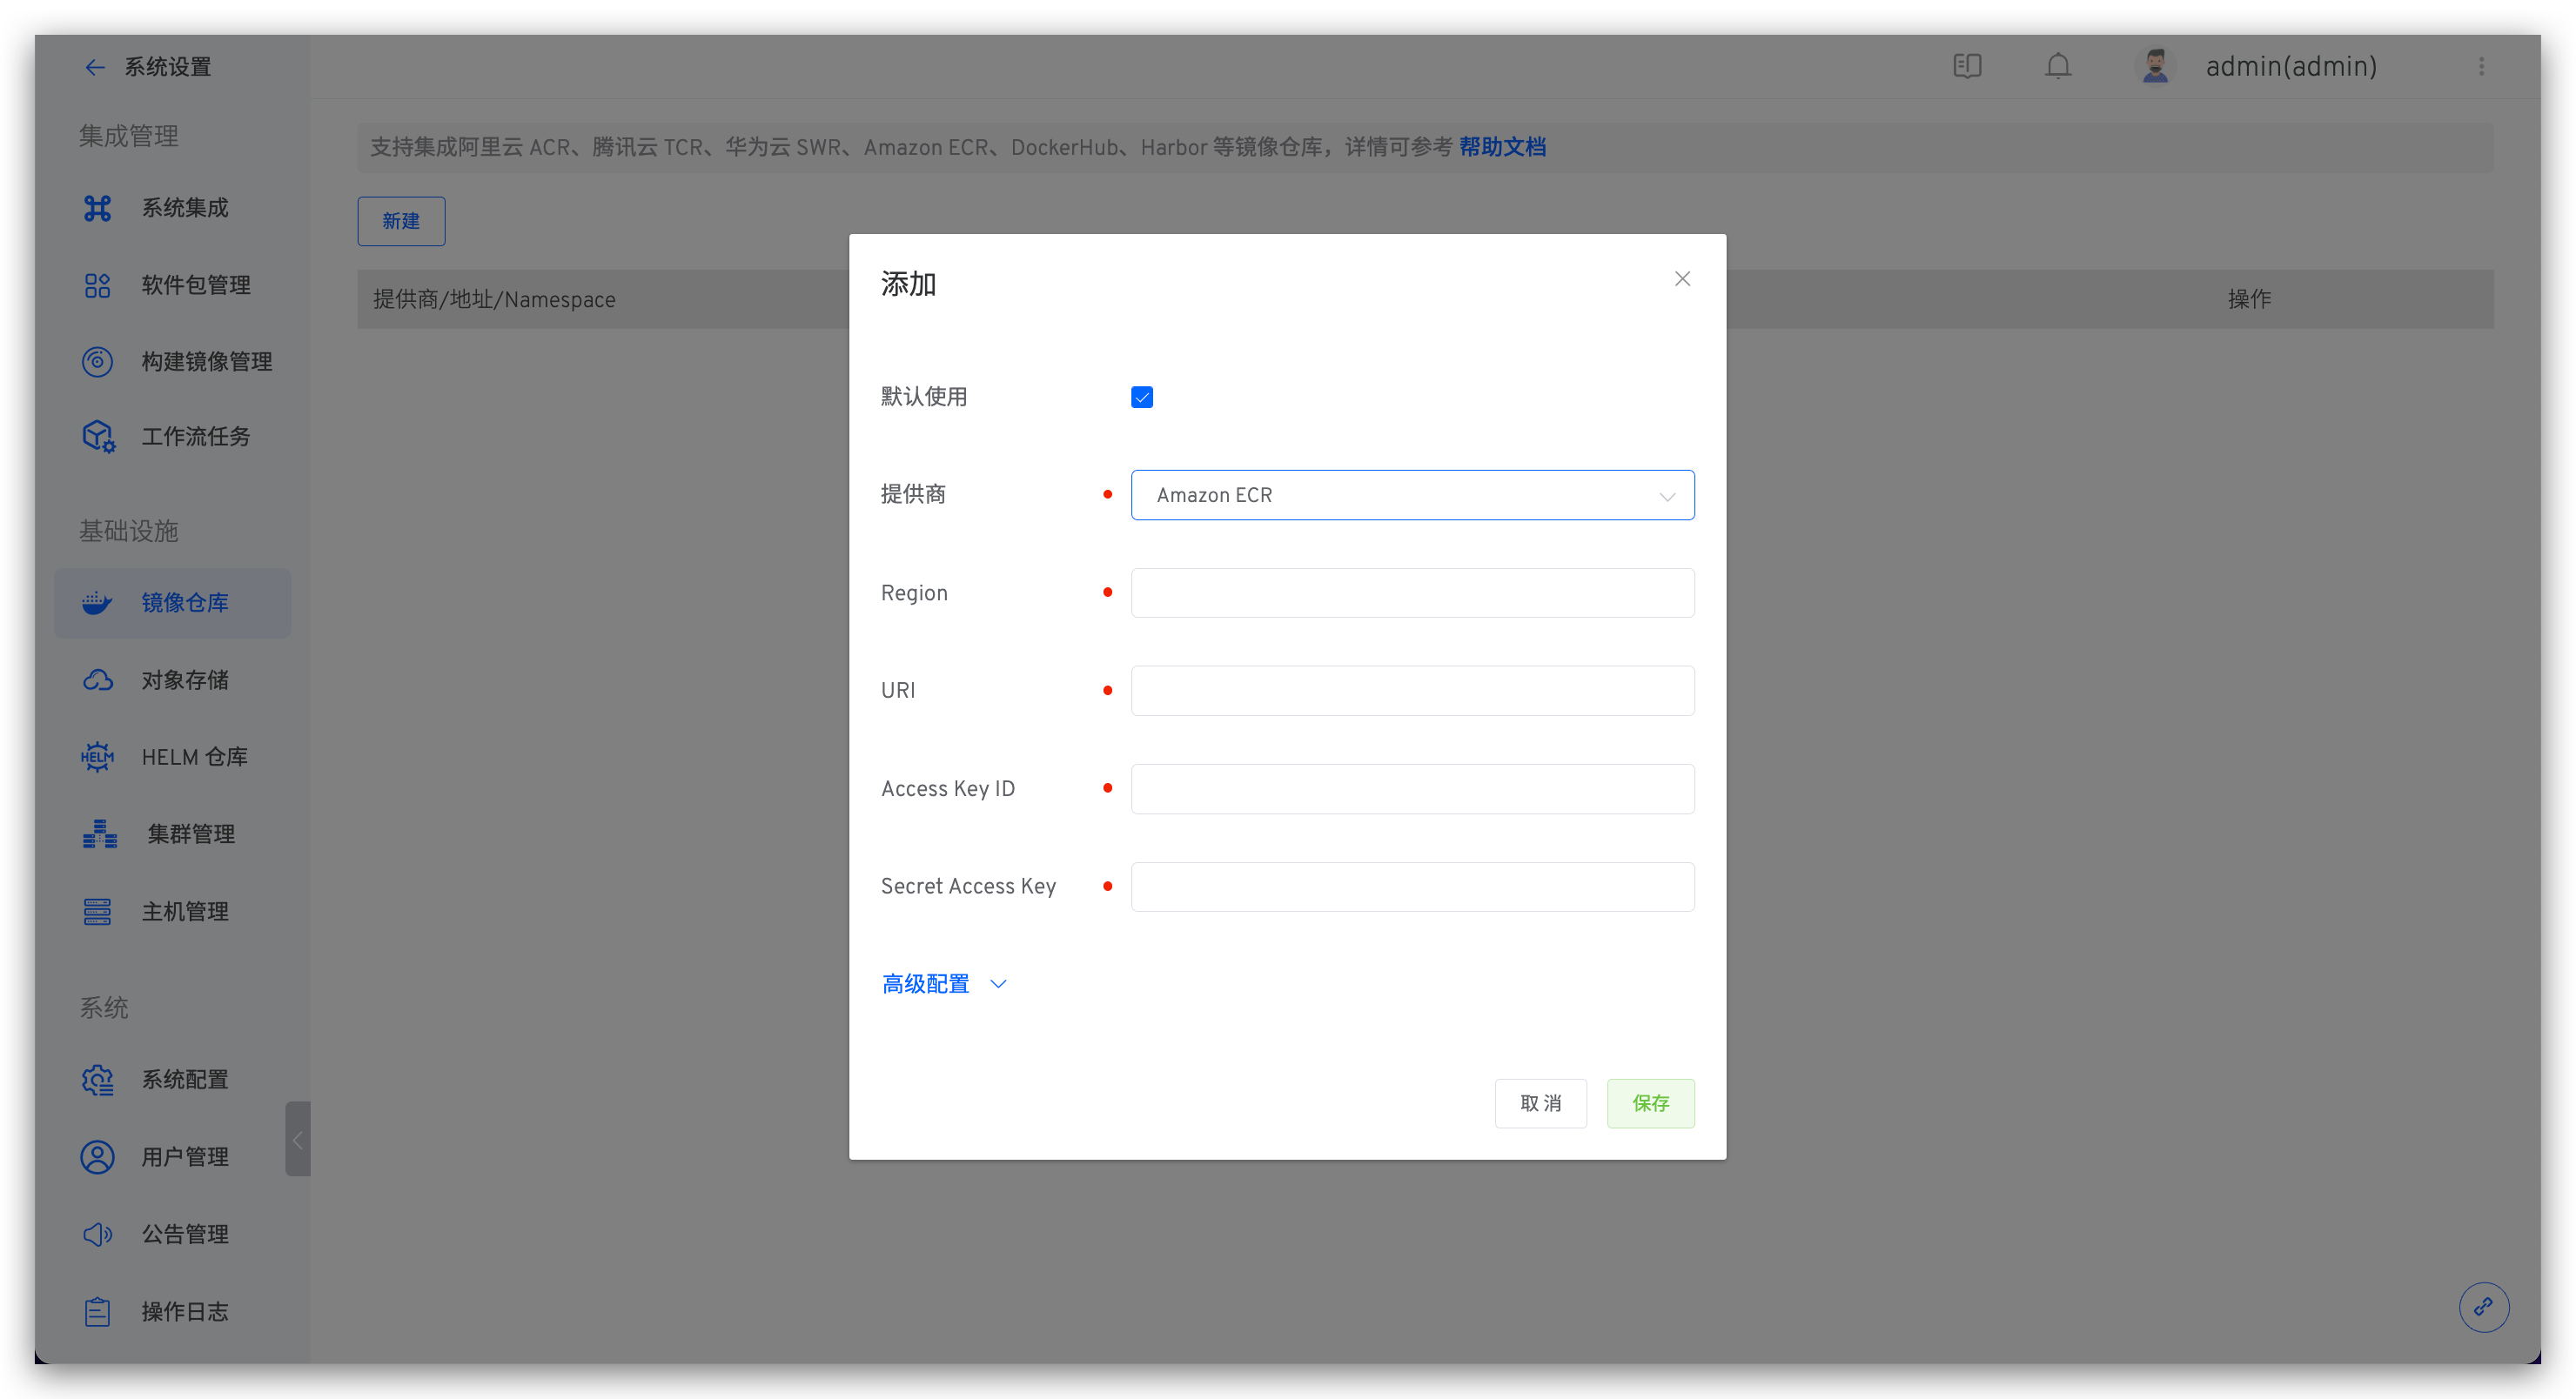 系统设置
admin(admin)
集成管理
系统集成
软件包管理
构建镜像管理
工作流任务
基础设施
镜像仓库
对象存储
HELM
HELM 仓库
集群管理
主机管理
系统
系统配置
用户管理
公告管理
操作日志
支持集成阿里云 ACR、腾讯云 TCR、华为云 SWR、Amazon ECR、DockerHub、Harbor 等镜像仓库，详情可参考 帮助文档
新建
提供商/地址/Namespace
操作
添加
默认使用
提供商
Amazon ECR
Region
URI
Access Key ID
Secret Access Key
高级配置
取 消
保存